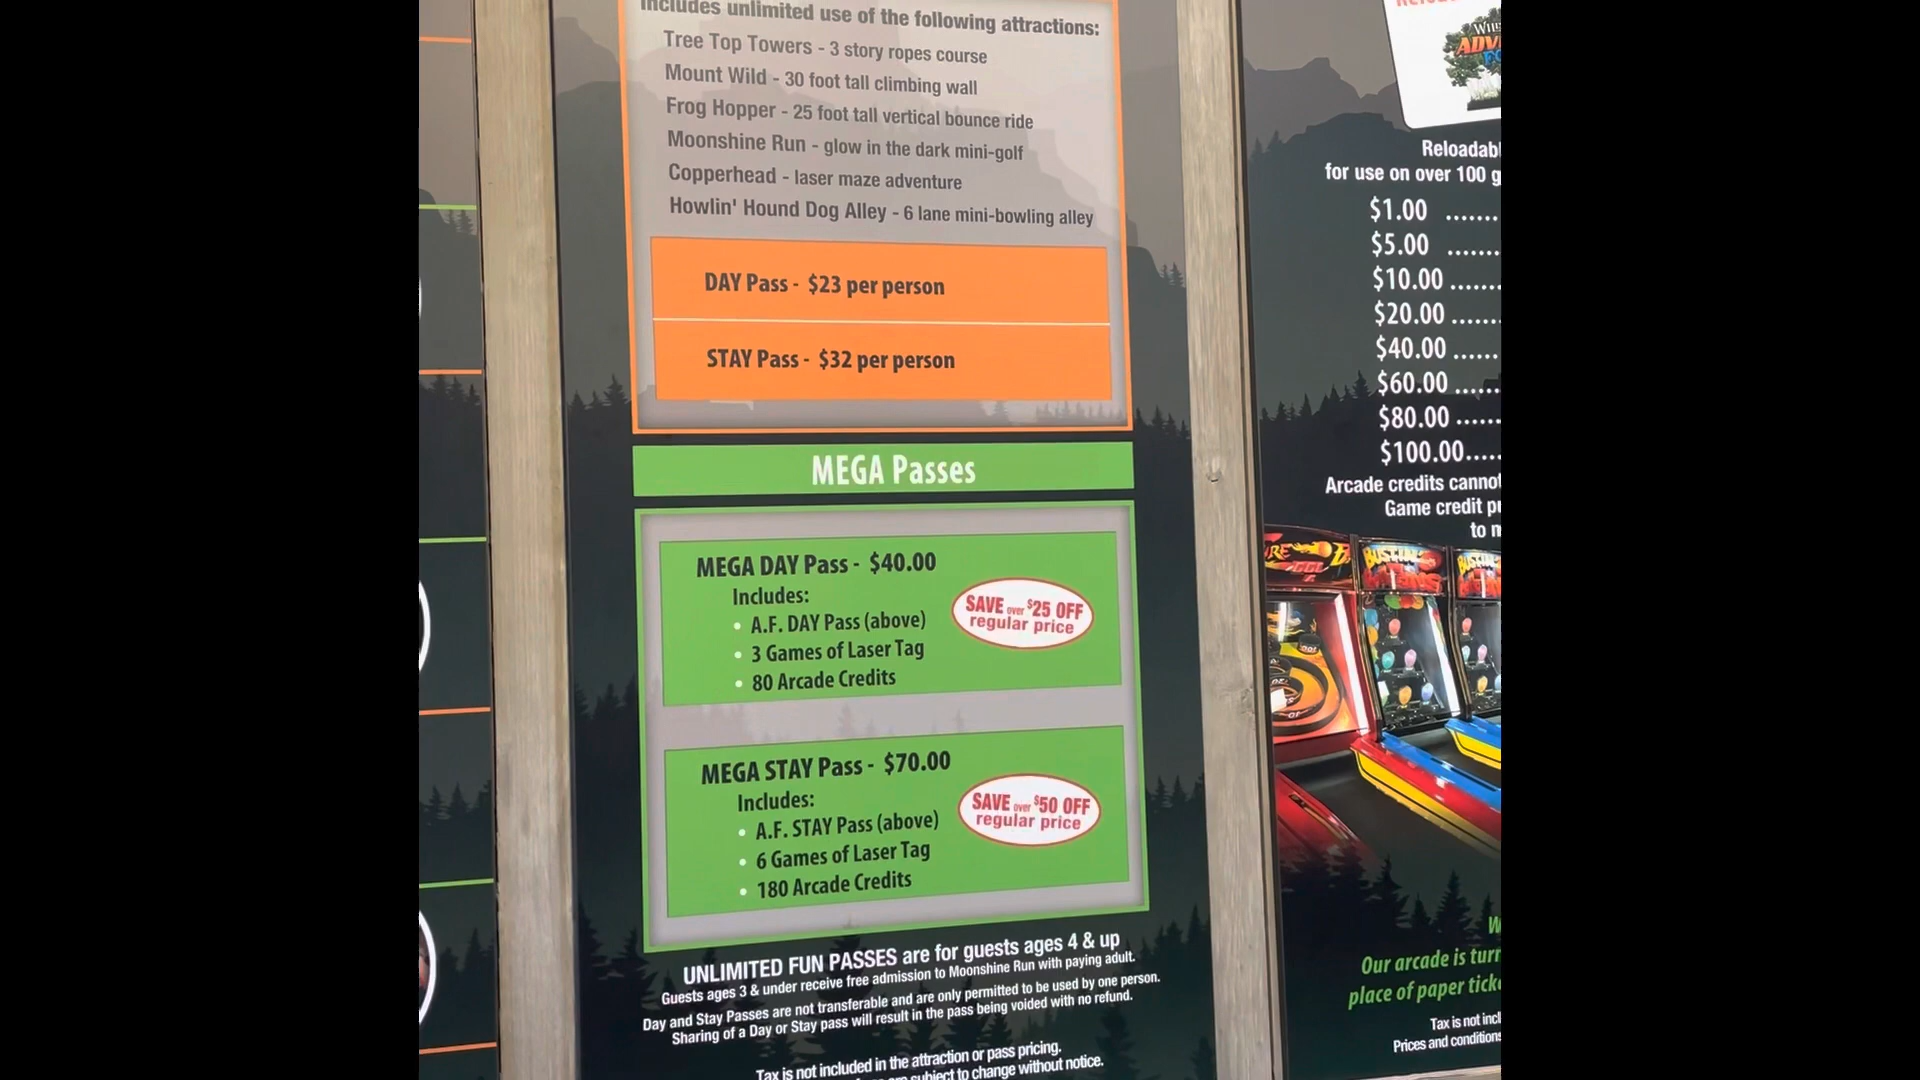 Includes unlimited use of the following attractions:
Tree Top Towers - 3 story ropes course
Mount Wild - 30 foot tall climbing wall
Frog Hopper - 25 foot tall vertical bounce ride
Moonshine Run - glow in the dark mini-golf
Copperhead - laser maze adventure
Howlin' Hound Dog Alley - 6 lane mini-bowling alley
DAY Pass - $23 per person
STAY Pass - $32 per person
MEGA Passes
MEGA DAY Pass - $40.00
Includes:
• A.F. DAY Pass (above)
• 3 Games of Laser Tag
• 80 Arcade Credits
SAVE over $25 OFF
regular price
MEGA STAY Pass - $70.00
Includes:
• A.F. STAY Pass (above)
• 6 Games of Laser Tag
• 180 Arcade Credits
SAVE over $50 OFF
regular price
UNLIMITED FUN PASSES are for guests ages 4 & up
Guests ages 3 & under receive free admission to Moonshine Run with paying adult.
Day and Stay Passes are not transferable and are only permitted to be used by one person.
Sharing of a Day or Stay pass will result in the pass being voided with no refund.
Tax is not included in the attraction or pass pricing.
subject to change without notice.
for use on over 100
$1.00 .......
$5.00 .......
$10.00 ......
$20.00 ......
$40.00 ......
$60.00 ......
$80.00 ......
$100.00.....
Arcade credits
Game credit
to
Our arcade is
place of paper
Tax is not
Prices and